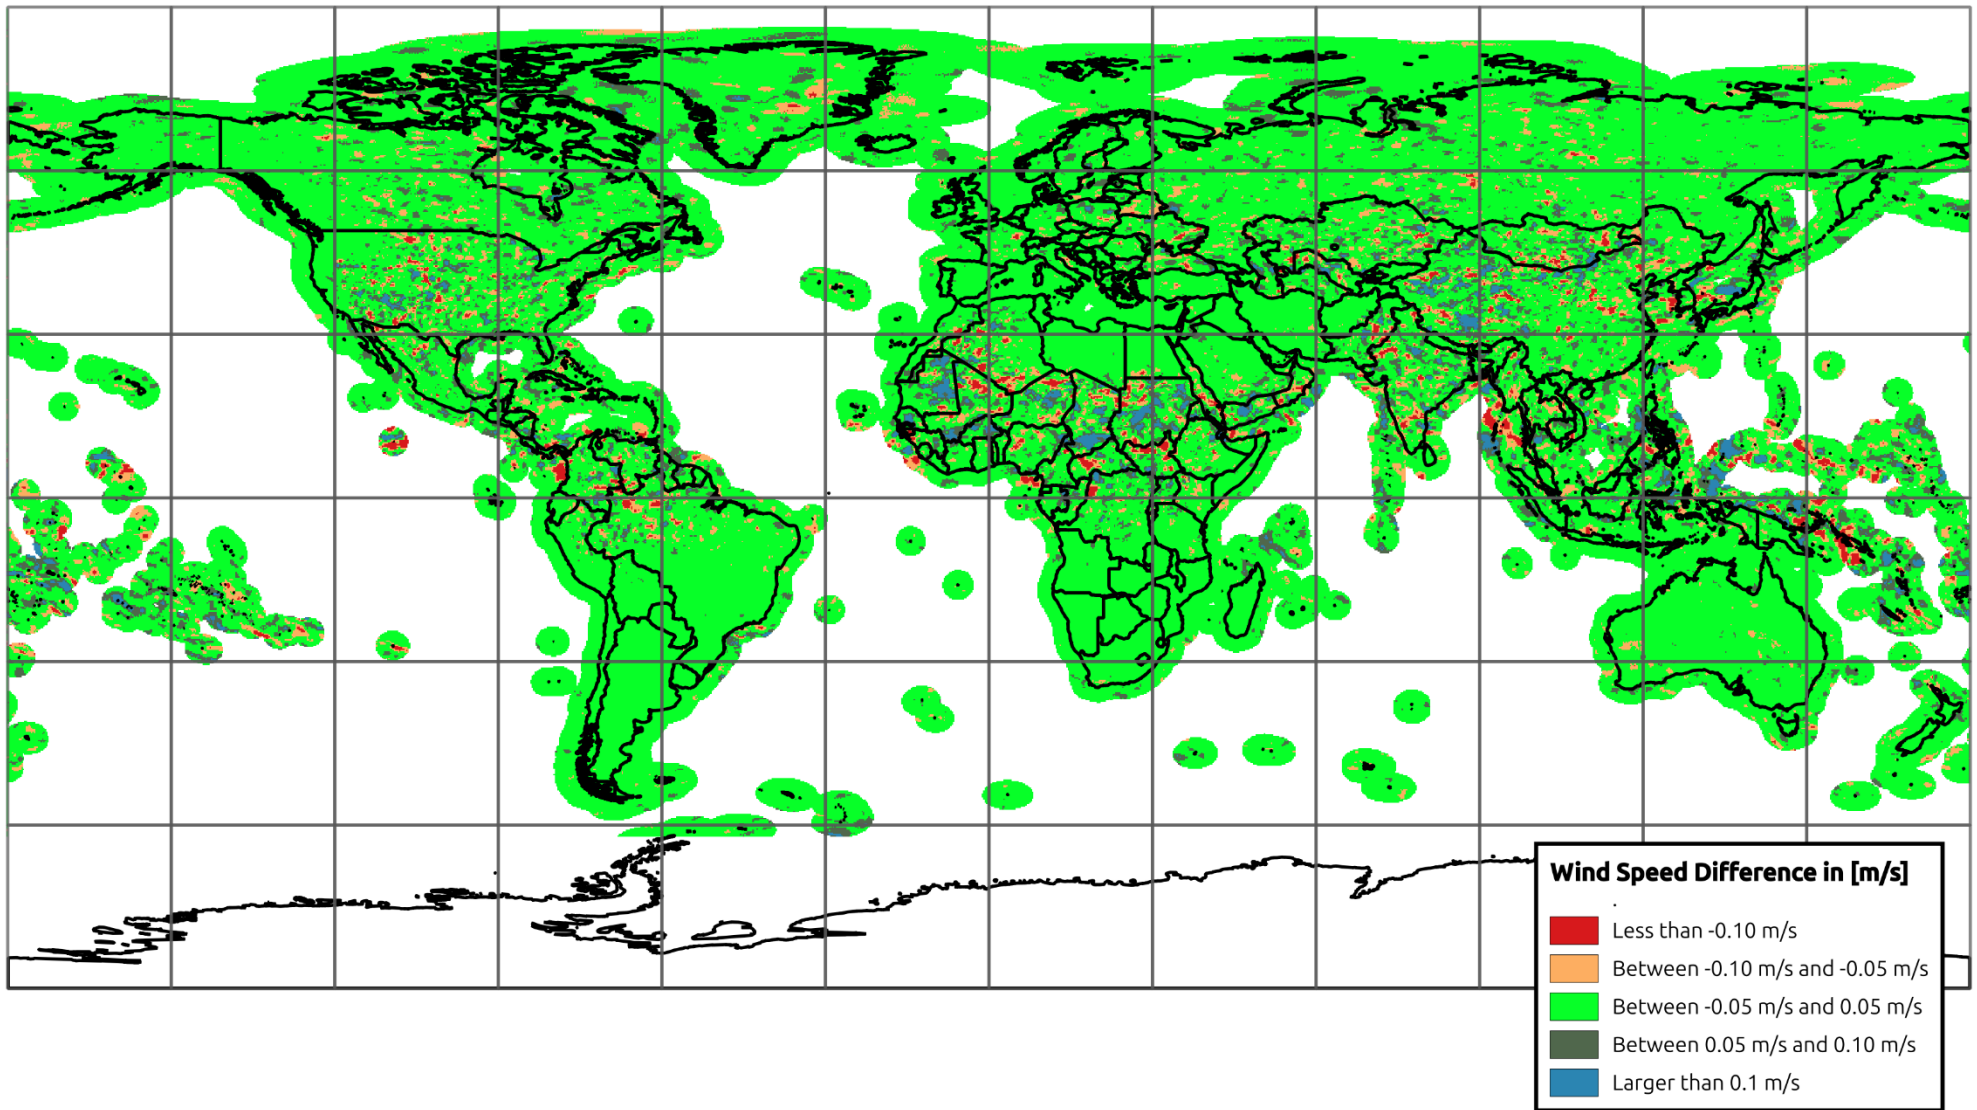 Wind Speed Difference in [m/s]
.
Less than -0.10 m/s
Between -0.10 m/s and -0.05 m/s
Between -0.05 m/s and 0.05 m/s
Between 0.05 m/s and 0.10 m/s
Larger than 0.1 m/s